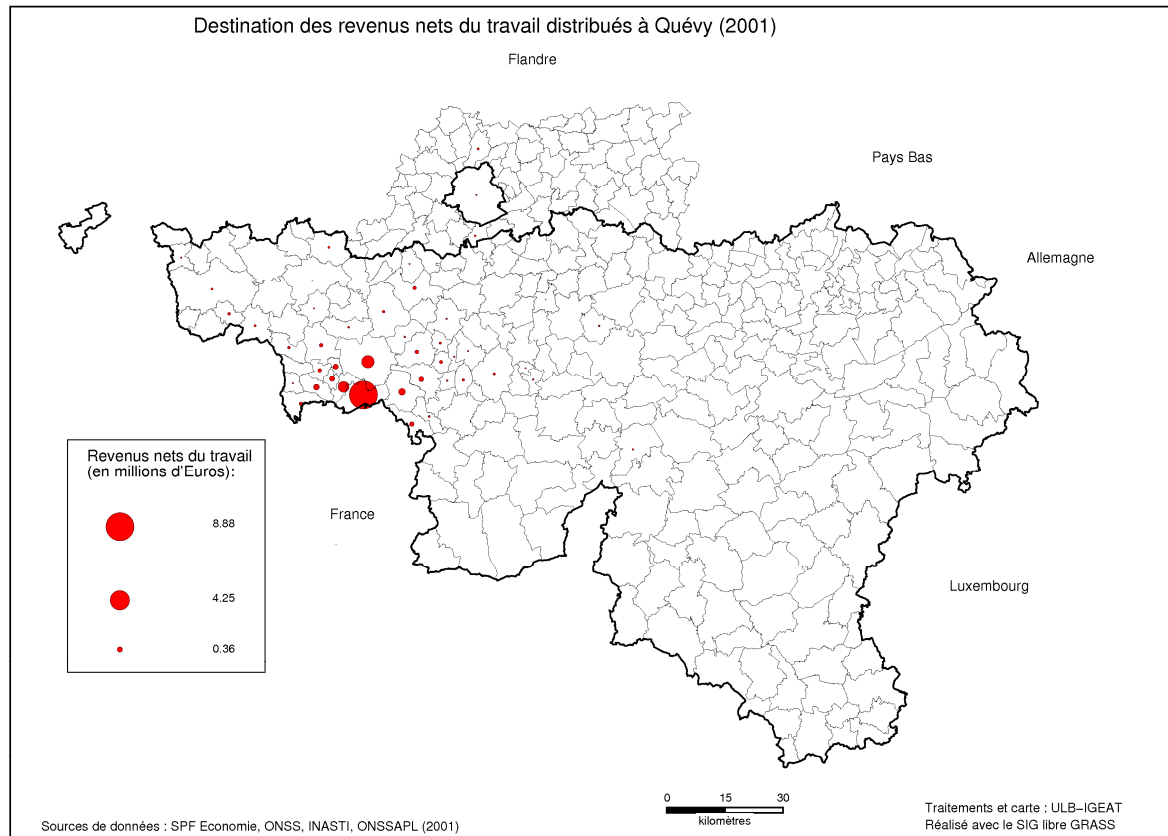 Destination des revenus nets du travail distribués à Quévy (2001)
Flandre
Pays Bas
Allemagne
Revenus nets du travail
(en millions d'Euros):
8.88
4.25
0.36
France
Luxembourg
0 15 30
kilomètres
Sources de données : SPF Economie, ONSS, INASTI, ONSSAPL (2001)
Traitements et carte : ULB–IGEAT
Réalisé avec le SIG libre GRASS